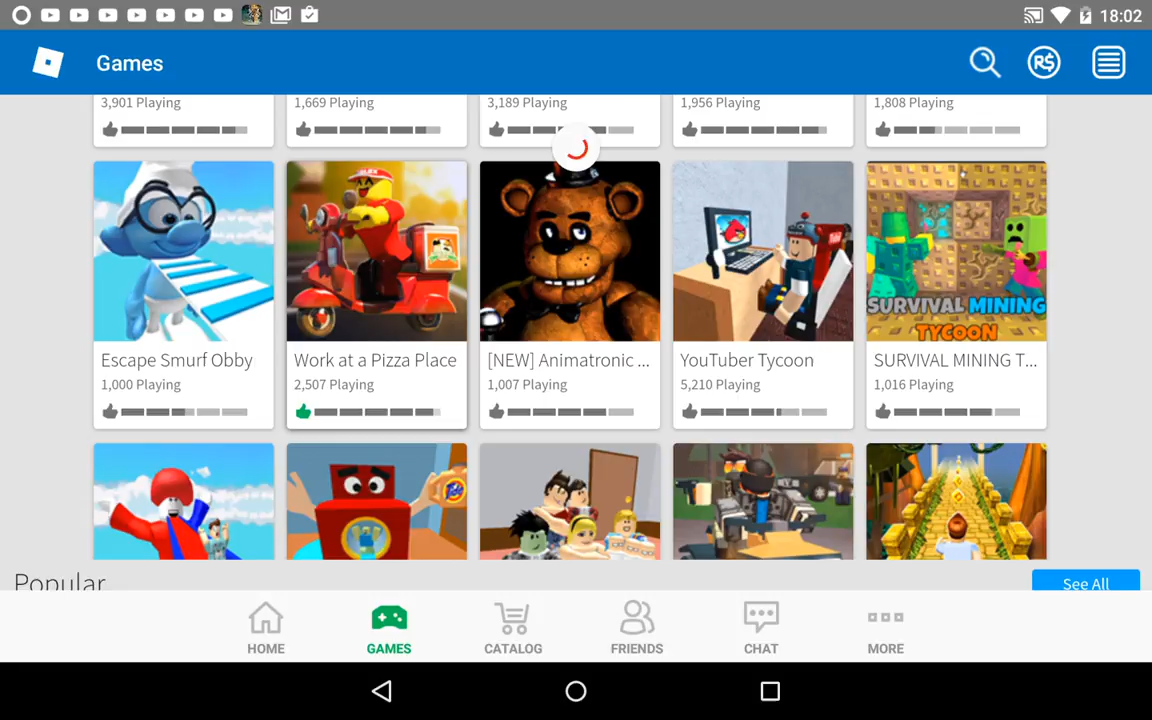 18:02
Games
R$
3,901 Playing
1,669 Playing
3,189 Playing
1,956 Playing
1,808 Playing
SURVIVAL MINING
TYCOON
Escape Smurf Obby
Work at a Pizza Place
[NEW] Animatronic ...
YouTuber Tycoon
SURVIVAL MINING T...
1,000 Playing
2,507 Playing
1,007 Playing
5,210 Playing
1,016 Playing
Tide
Popular
See All
HOME
GAMES
CATALOG
FRIENDS
CHAT
MORE